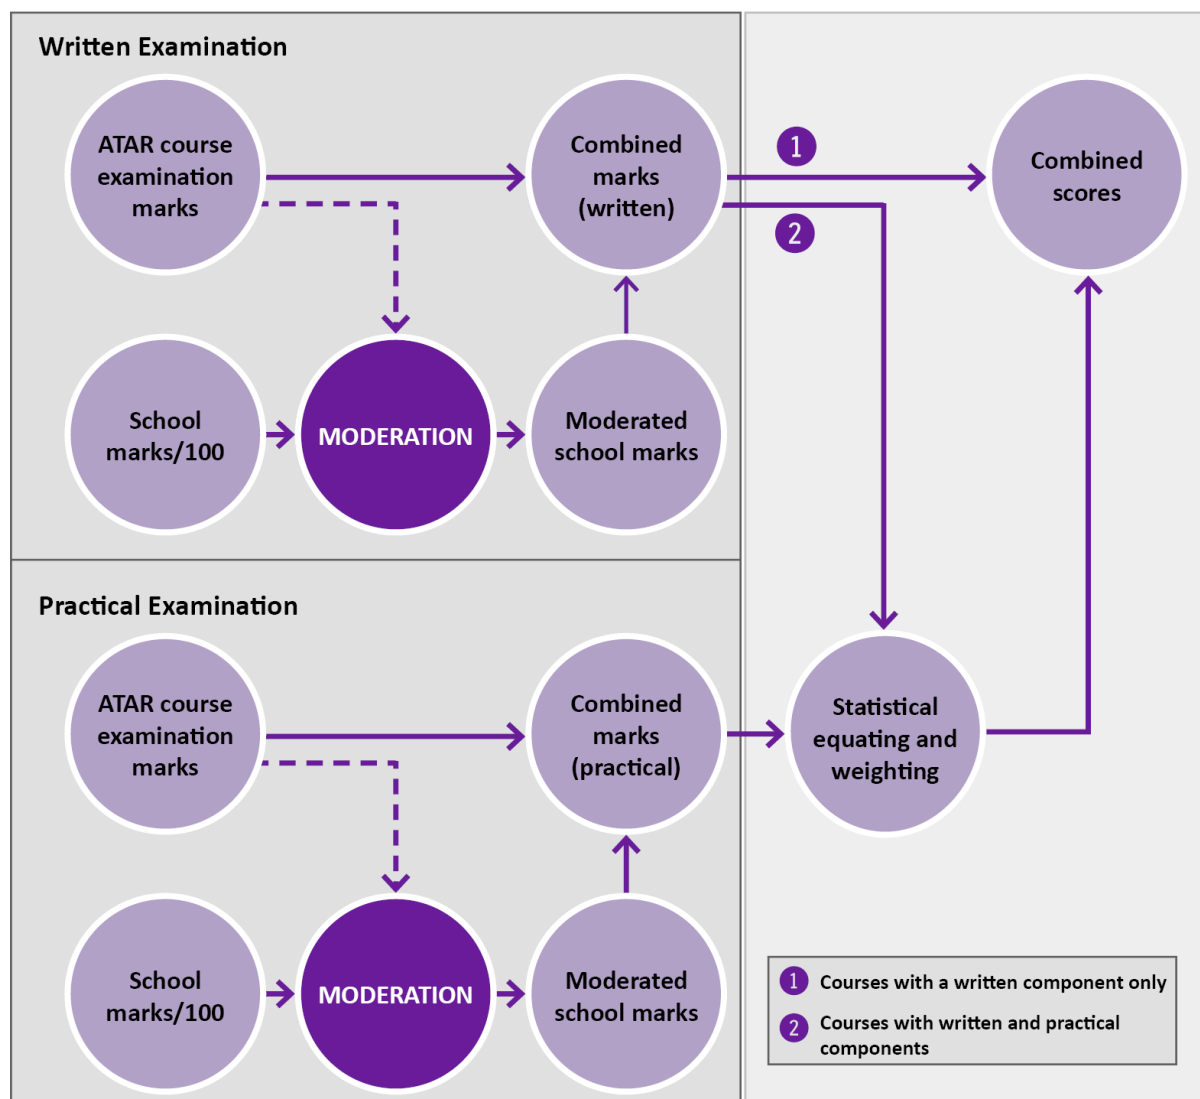 Written Examination
ATAR course
examination
marks
Combined
marks
(written)
1
2
Combined
scores
School
marks/100
MODERATION
Moderated
school marks
Practical Examination
ATAR course
examination
marks
Combined
marks
(practical)
Statistical
equating and
weighting
School
marks/100
MODERATION
Moderated
school marks
1 Courses with a written component only
2 Courses with written and practical
components